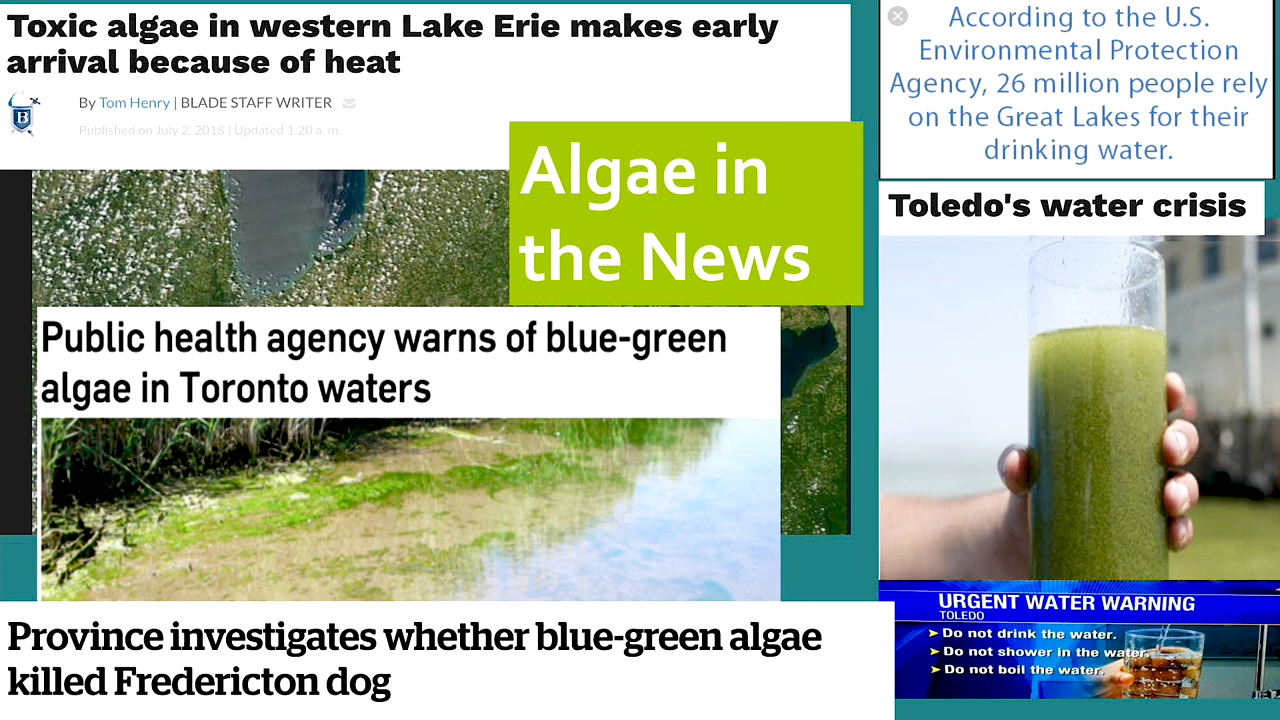 Toxic algae in western Lake Erie makes early
arrival because of heat
B
By Tom Henry | BLADE STAFF WRITER
Published on July 2, 2018 | Updated 1:20 a. m.
Algae in
the News
Public health agency warns of blue-green
algae in Toronto waters
Province investigates whether blue-green algae
killed Fredericton dog
According to the U.S.
Environmental Protection
Agency, 26 million people rely
on the Great Lakes for their
drinking water.
Toledo's water crisis
URGENT WATER WARNING
TOLEDO
➤ Do not drink the water.
➤ Do not shower in the water.
➤ Do not boil the water.